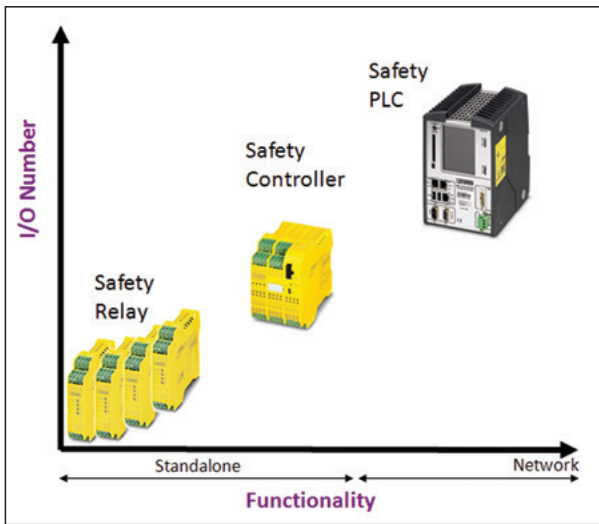 Safety
PLC
Safety
Controller
Safety
Relay
I/O Number
Standalone
Network
Functionality